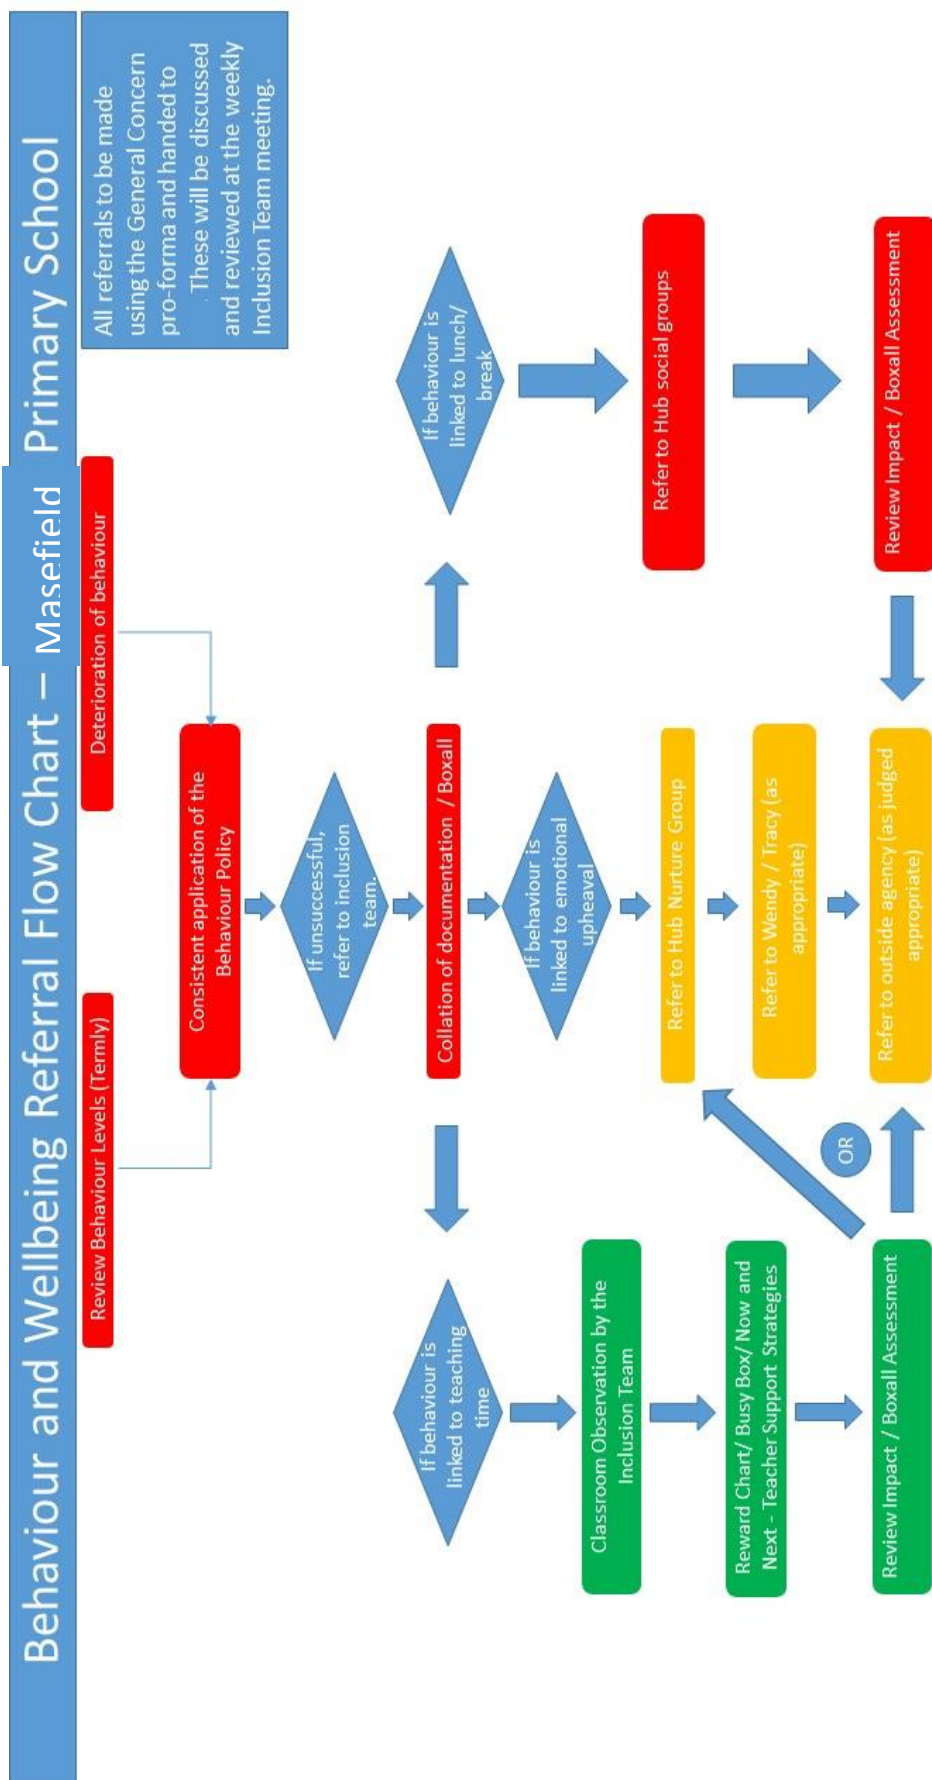 Behaviour and Wellbeing Referral Flow Chart – Masefield Primary School
All referrals to be made
using the General Concern
pro-forma and handed to
. These will be discussed
and reviewed at the weekly
Inclusion Team meeting.
Review Behaviour Levels (Termly)
Deterioration of behaviour
Consistent application of the
Behaviour Policy
If unsuccessful,
refer to inclusion
team.
Collation of documentation / Boxall
If behaviour is
linked to teaching
time
If behaviour is
linked to emotional
upheaval
If behaviour is
linked to lunch/
break
Classroom Observation by the
Inclusion Team
Reward Chart/ Busy Box/ Now and
Next - Teacher Support Strategies
Review Impact / Boxall Assessment
OR
Refer to Hub Nurture Group
Refer to Wendy / Tracy (as
appropriate)
Refer to outside agency (as judged
appropriate)
Refer to Hub social groups
Review Impact / Boxall Assessment